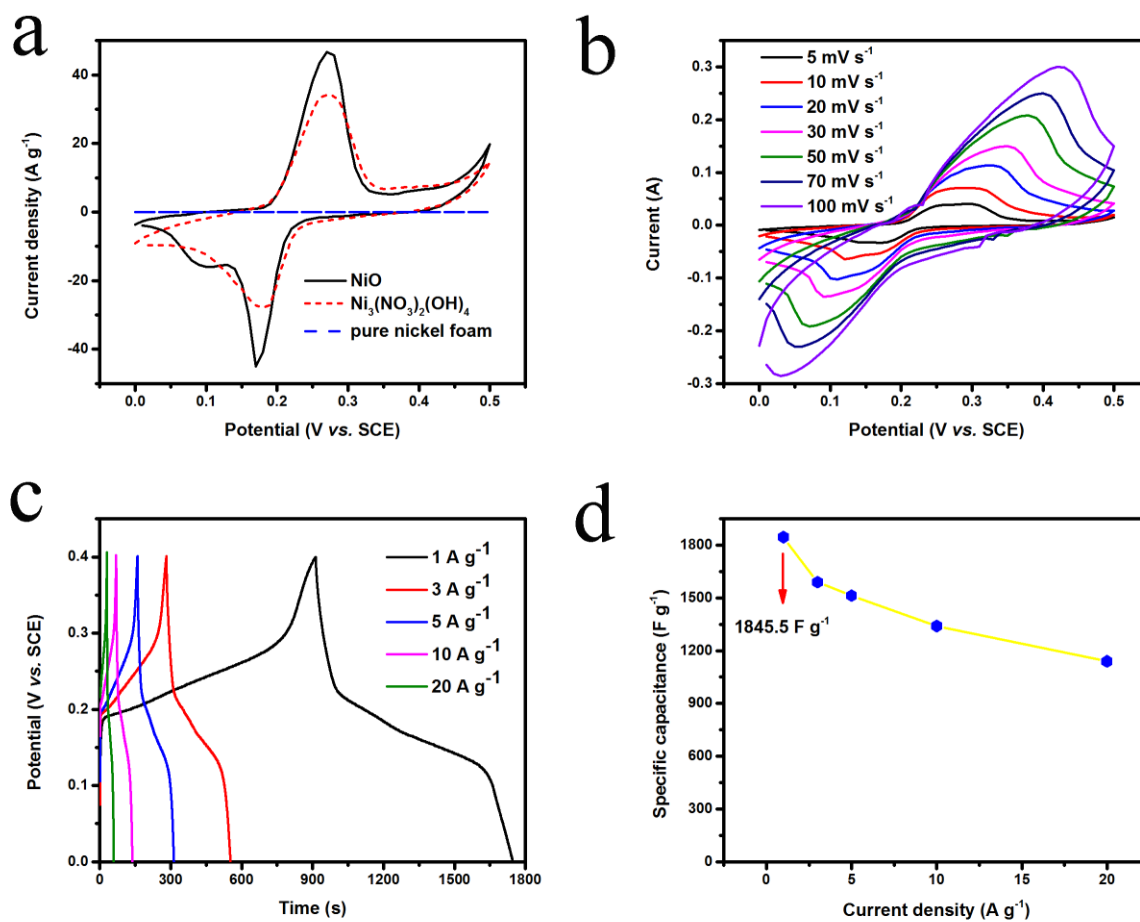 a
Current density (A g⁻¹)
40
20
0
-20
-40
NiO
Ni₃(NO₃)₂(OH)₄
pure nickel foam
0.0 0.1 0.2 0.3 0.4 0.5
Potential (V vs. SCE)
b
Current (A)
0.3
0.2
0.1
0.0
-0.1
-0.2
-0.3
5 mV s⁻¹
10 mV s⁻¹
20 mV s⁻¹
30 mV s⁻¹
50 mV s⁻¹
70 mV s⁻¹
100 mV s⁻¹
0.0 0.1 0.2 0.3 0.4 0.5
Potential (V vs. SCE)
c
Potential (V vs. SCE)
0.4
0.3
0.2
0.1
0.0
1 A g⁻¹
3 A g⁻¹
5 A g⁻¹
10 A g⁻¹
20 A g⁻¹
0 300 600 900 1200 1500 1800
Time (s)
d
Specific capacitance (F g⁻¹)
1800
1500
1200
900
600
300
0
1845.5 F g⁻¹
0 5 10 15 20
Current density (A g⁻¹)